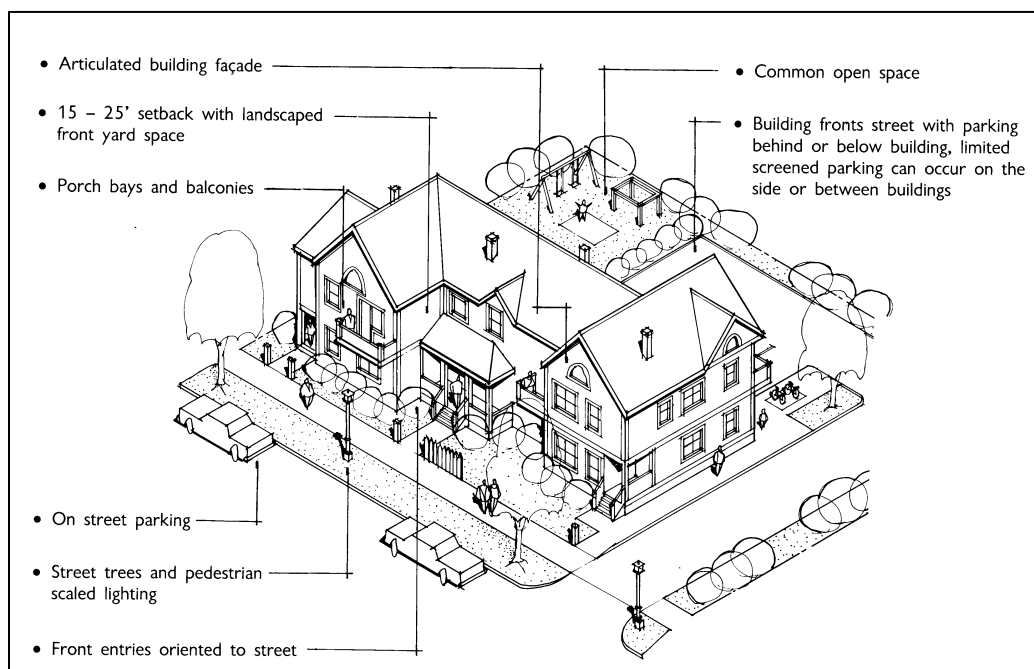 • Articulated building façade
• 15 – 25’ setback with landscaped
front yard space
• Porch bays and balconies
• On street parking
• Street trees and pedestrian
scaled lighting
• Front entries oriented to street
• Common open space
• Building fronts street with parking
behind or below building, limited
screened parking can occur on the
side or between buildings